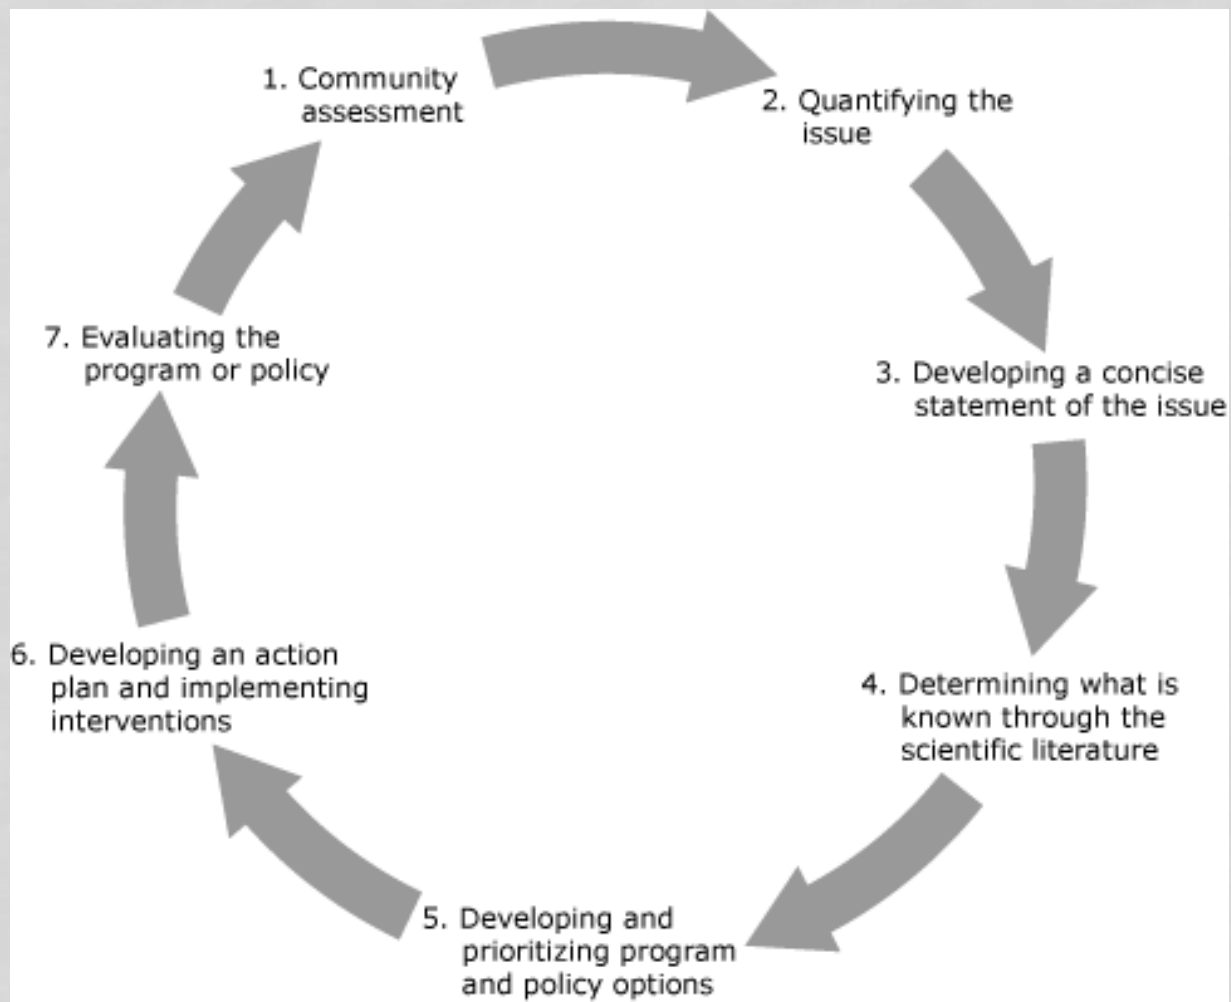 1. Community
assessment
2. Quantifying the
issue
3. Developing a concise
statement of the issue
4. Determining what is
known through the
scientific literature
5. Developing and
prioritizing program
and policy options
6. Developing an action
plan and implementing
interventions
7. Evaluating the
program or policy